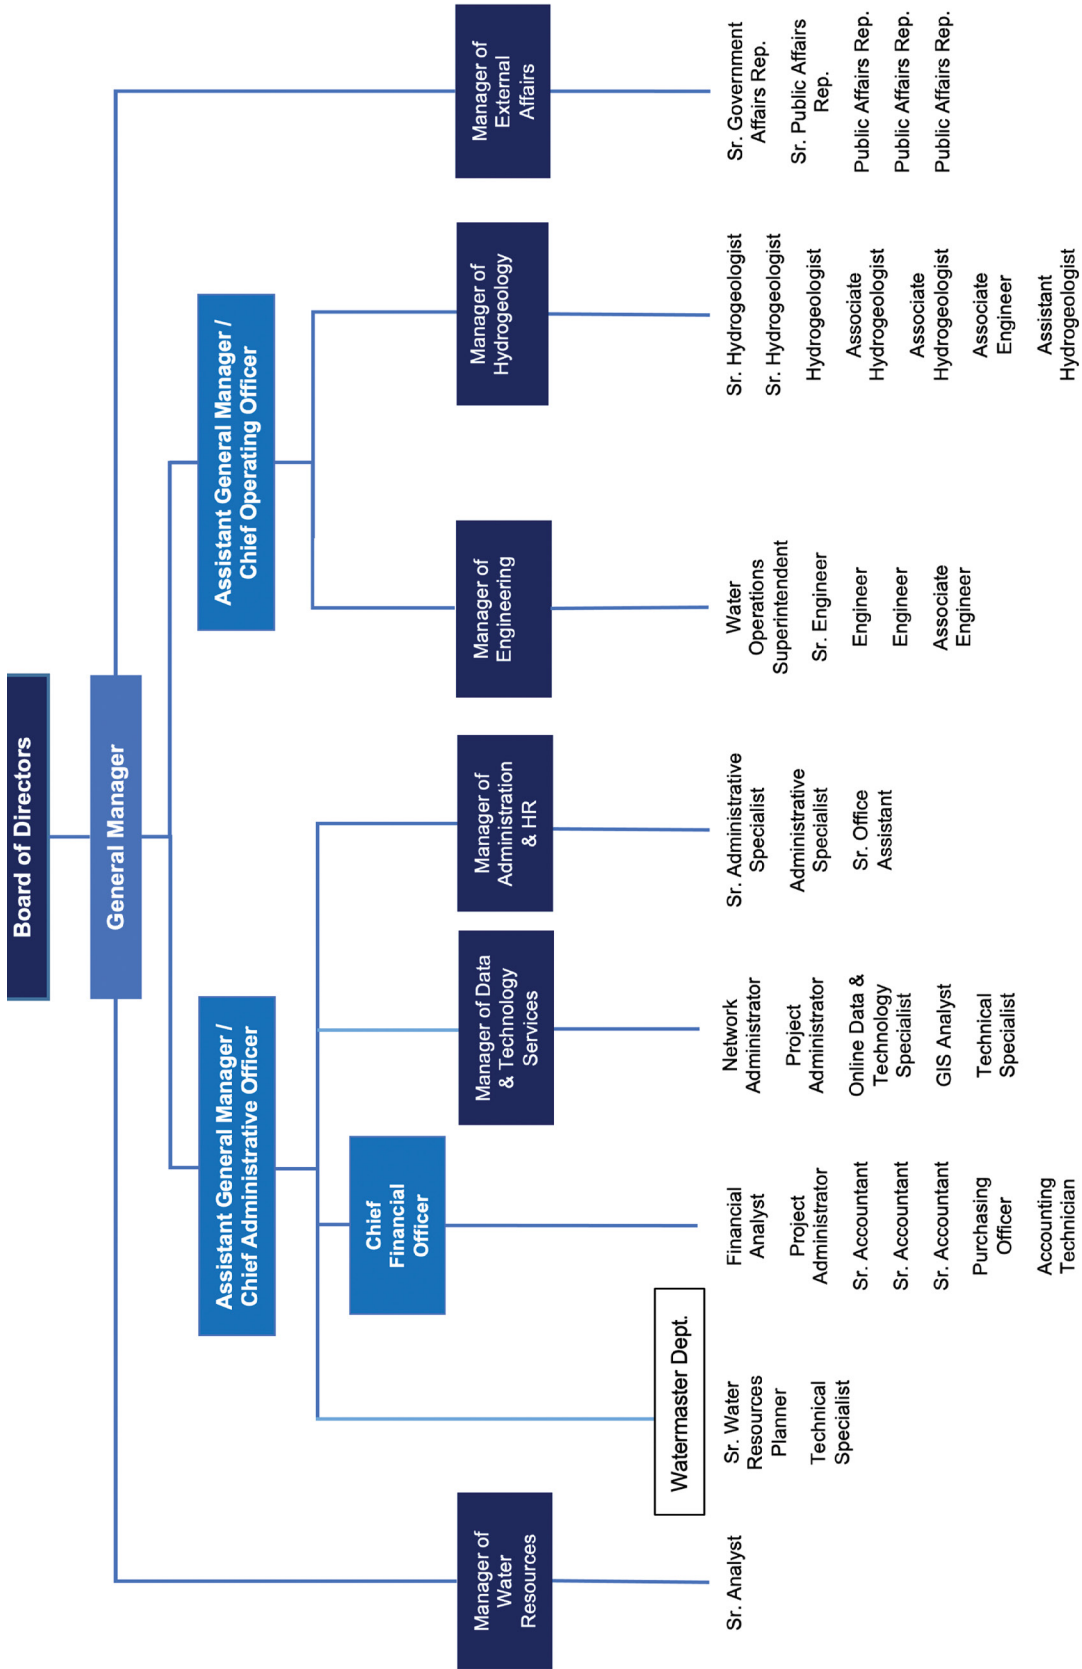 Board of Directors
General Manager
Assistant General Manager /
Chief Administrative Officer
Assistant General Manager /
Chief Operating Officer
Chief
Financial
Officer
Manager of
Water
Resources
Manager of Data
& Technology
Services
Manager of
Administration
& HR
Manager of
Engineering
Manager of
Hydrogeology
Manager of
External
Affairs
Watermaster Dept.
Sr. Analyst
Sr. Water
Resources
Planner
Technical
Specialist
Financial
Analyst
Project
Administrator
Sr. Accountant
Sr. Accountant
Sr. Accountant
Purchasing
Officer
Accounting
Technician
Network
Administrator
Project
Administrator
Online Data &
Technology
Specialist
GIS Analyst
Technical
Specialist
Sr. Administrative
Specialist
Administrative
Specialist
Sr. Office
Assistant
Water
Operations
Superintendent
Sr. Engineer
Engineer
Engineer
Associate
Engineer
Sr. Hydrogeologist
Sr. Hydrogeologist
Hydrogeologist
Associate
Hydrogeologist
Associate
Hydrogeologist
Associate
Engineer
Assistant
Hydrogeologist
Sr. Government
Affairs Rep.
Sr. Public Affairs
Rep.
Public Affairs Rep.
Public Affairs Rep.
Public Affairs Rep.